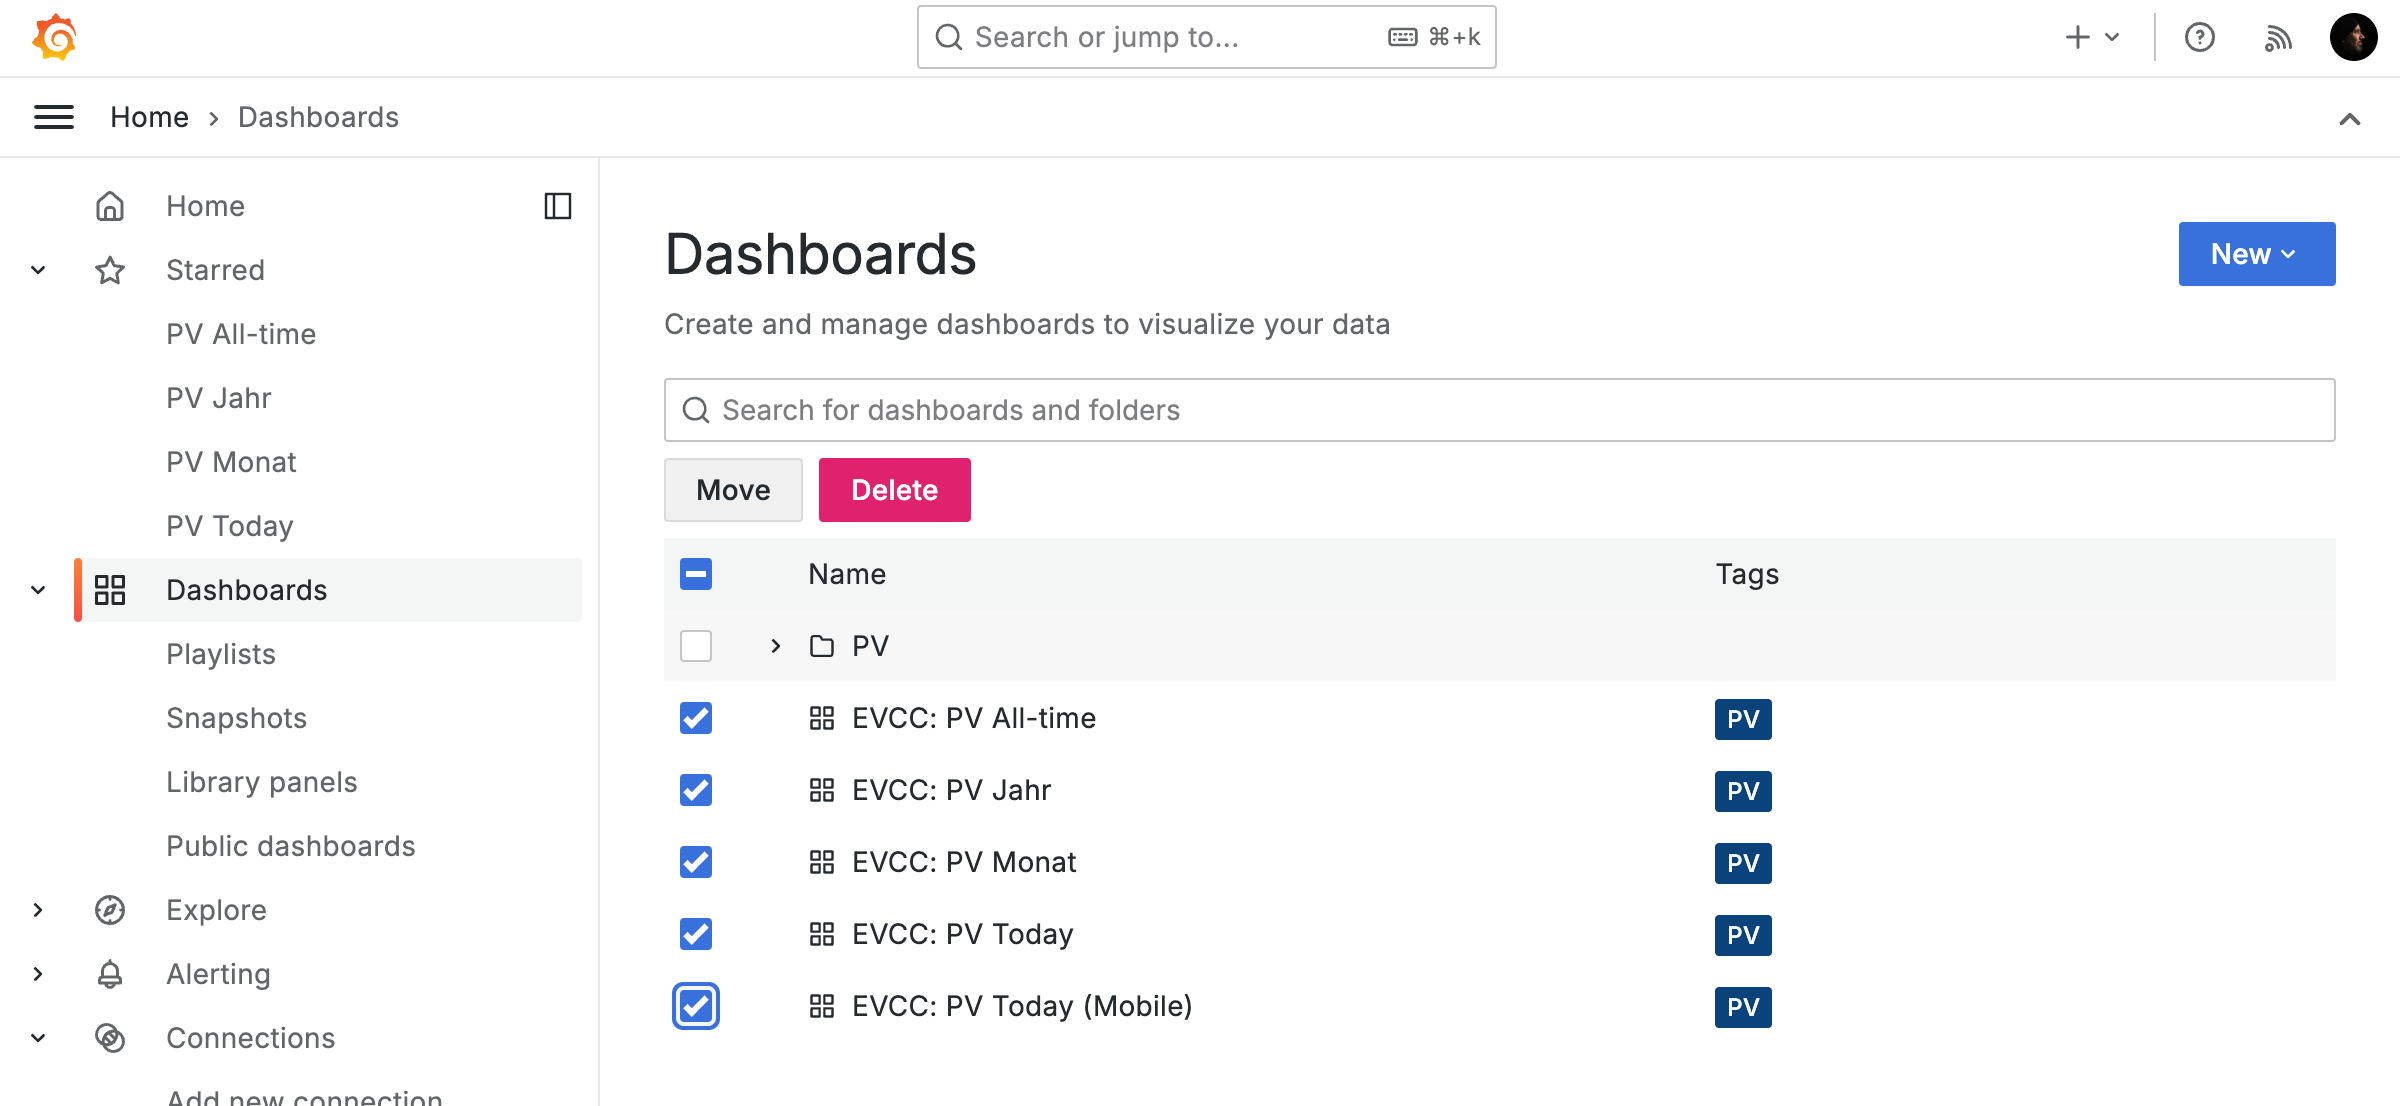 Search or jump to...
⌘+k
Home
Dashboards
Home
Starred
PV All-time
PV Jahr
PV Monat
PV Today
Dashboards
Playlists
Snapshots
Library panels
Public dashboards
Explore
Alerting
Connections
Add new connection
Dashboards
New
Create and manage dashboards to visualize your data
Search for dashboards and folders
Move
Delete
Name
Tags
PV
EVCC: PV All-time
PV
EVCC: PV Jahr
PV
EVCC: PV Monat
PV
EVCC: PV Today
PV
EVCC: PV Today (Mobile)
PV